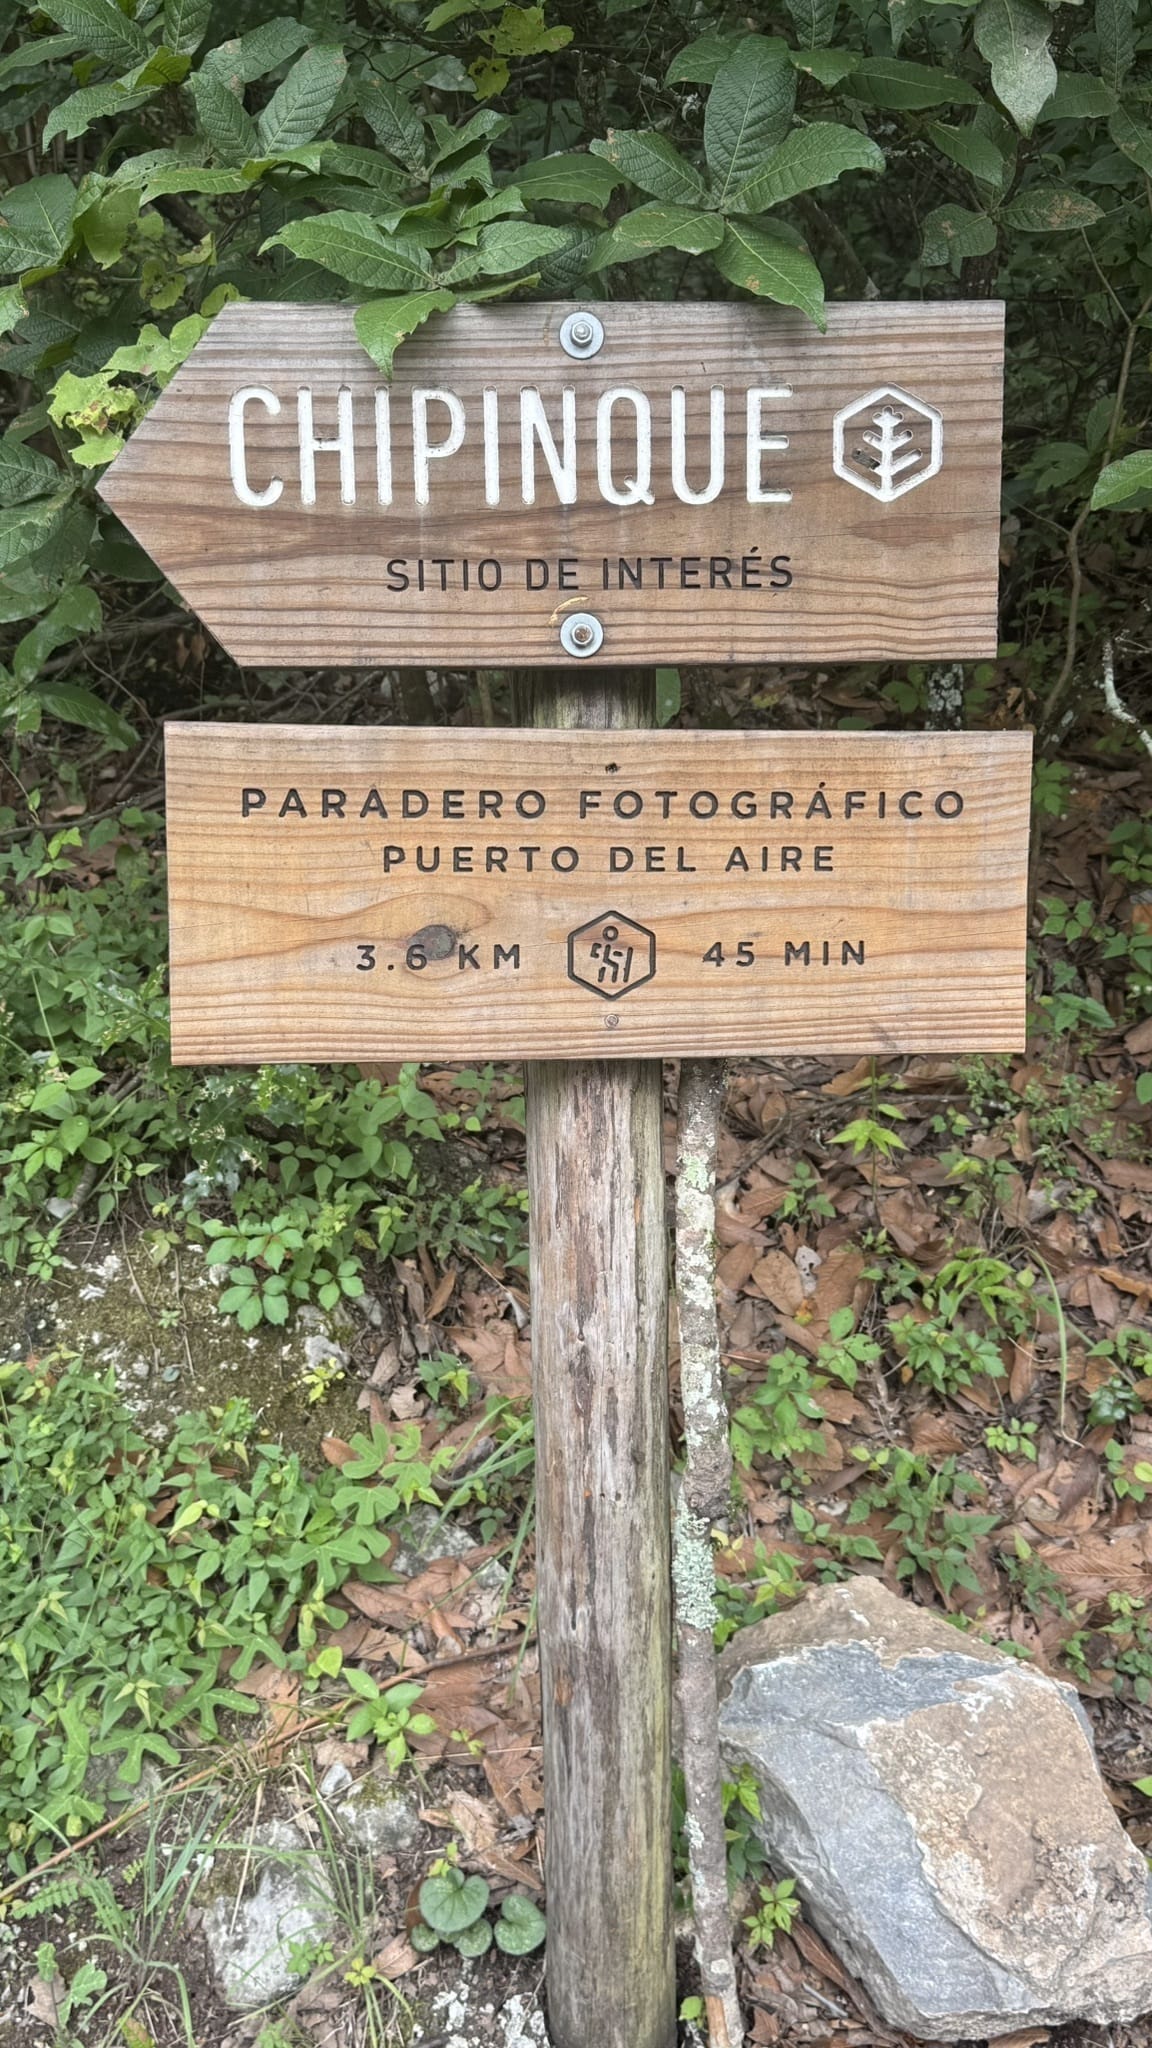 CHIPINQUE
SITIO DE INTERÉS
PARADERO FOTOGRÁFICO
PUERTO DEL AIRE
3.6 KM 45 MIN